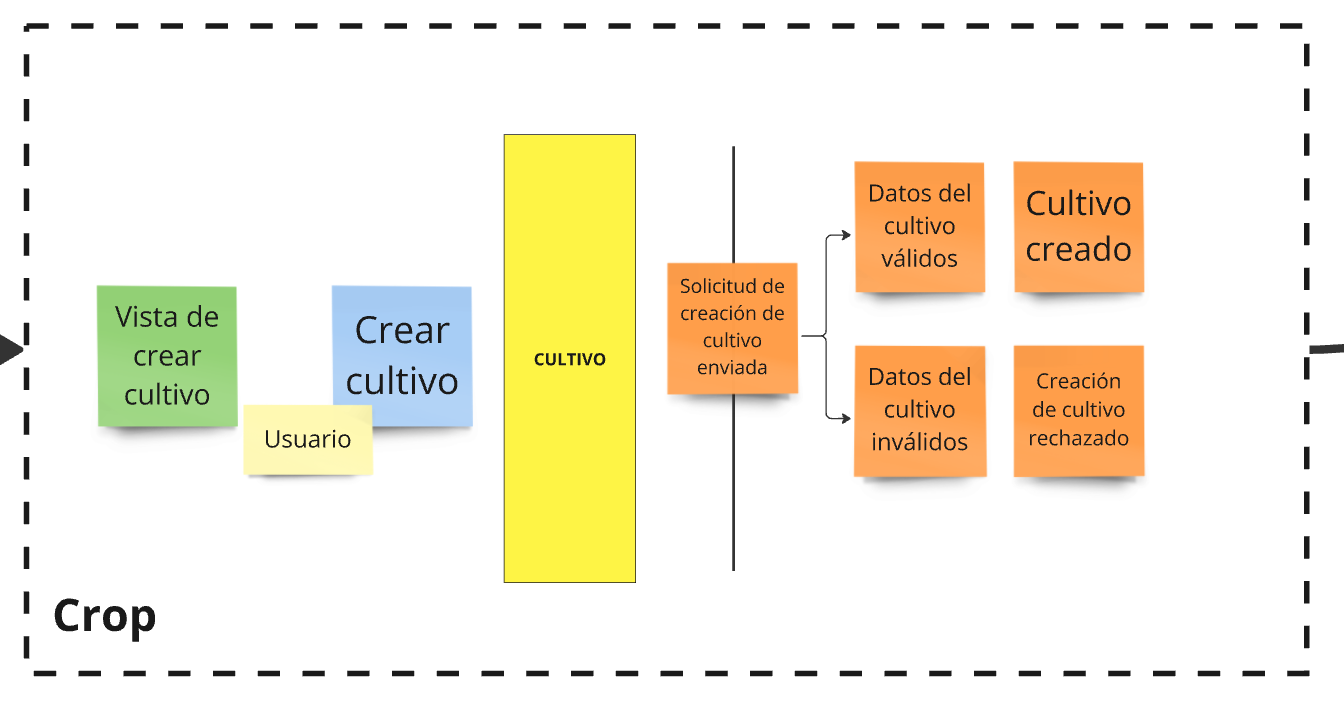 Vista de
crear
cultivo
Usuario
Crear
cultivo
CULTIVO
Solicitud de
creación de
cultivo
enviada
Datos del
cultivo
válidos
Cultivo
creado
Datos del
cultivo
inválidos
Creación
de cultivo
rechazado
Crop